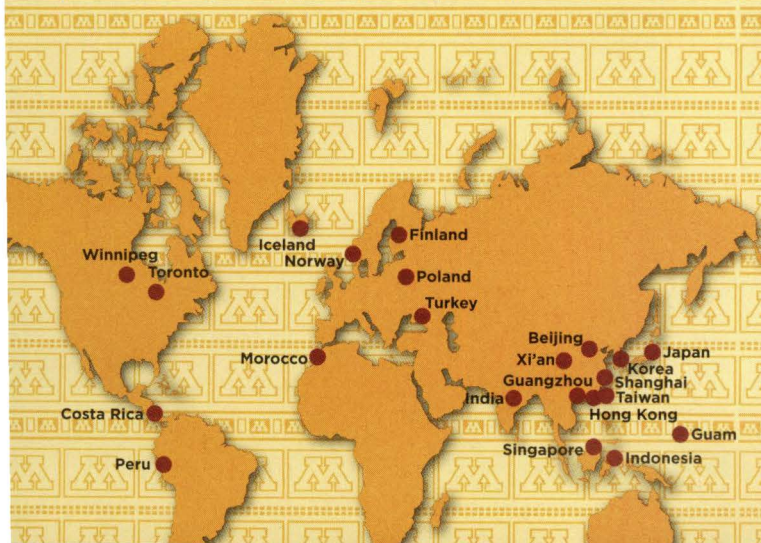 Iceland
Finland
Norway
Winnipeg
Toronto
Poland
Turkey
Beijing
Japan
Morocco
Xi'an
Korea
Guangzhou
Shanghai
India
Taiwan
Costa Rica
Hong Kong
Guam
Singapore
Indonesia
Peru